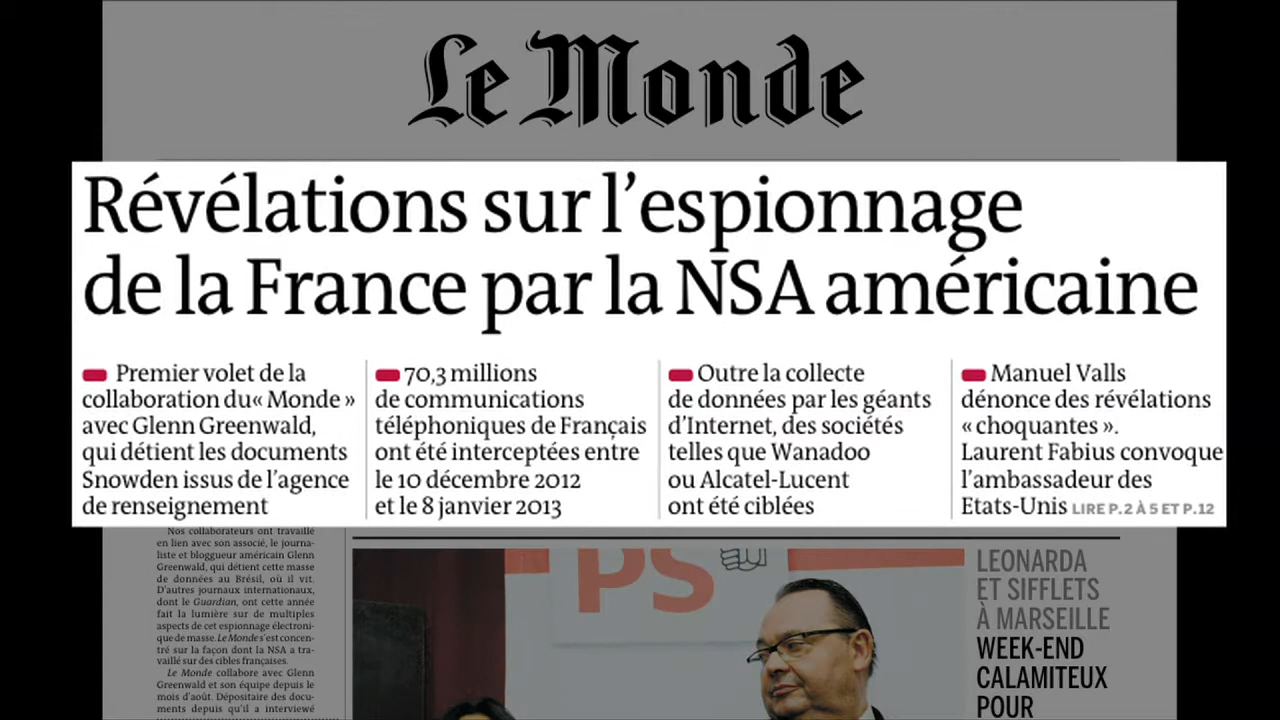 Le Monde
Révélations sur l’espionnage
de la France par la NSA américaine
Premier volet de la
collaboration du« Monde »
avec Glenn Greenwald,
qui détient les documents
Snowden issus de l’agence
de renseignement
70,3 millions
de communications
téléphoniques de Français
ont été interceptées entre
le 10 décembre 2012
et le 8 janvier 2013
Outre la collecte
de données par les géants
d’Internet, des sociétés
telles que Wanadoo
ou Alcatel-Lucent
ont été ciblées
Manuel Valls
dénonce des révélations
« choquantes ».
Laurent Fabius convoque
l’ambassadeur des
Etats-Unis LIRE P. 2 À 5 ET P. 12
Nos collaborateurs ont travaillé
en lien avec son associé, le journa-
liste et bloggueur américain Glenn
Greenwald, qui détient cette masse
de données au Brésil, où il vit.
D’autres journaux internationaux,
dont le Guardian, ont cette année
fait la lumière sur de multiples
aspects de cet espionnage électroni-
que de masse. Le Monde s’est concen-
tré sur la façon dont la NSA a tra-
vaillé sur des cibles françaises.
Le Monde collabore avec Glenn
Greenwald et son équipe depuis le
mois d’août. Dépositaire des docu-
ments depuis qu’il a interviewé
PS
LEONARDA
ET SIFFLETS
À MARSEILLE
WEEK-END
CALAMITEUX
POUR